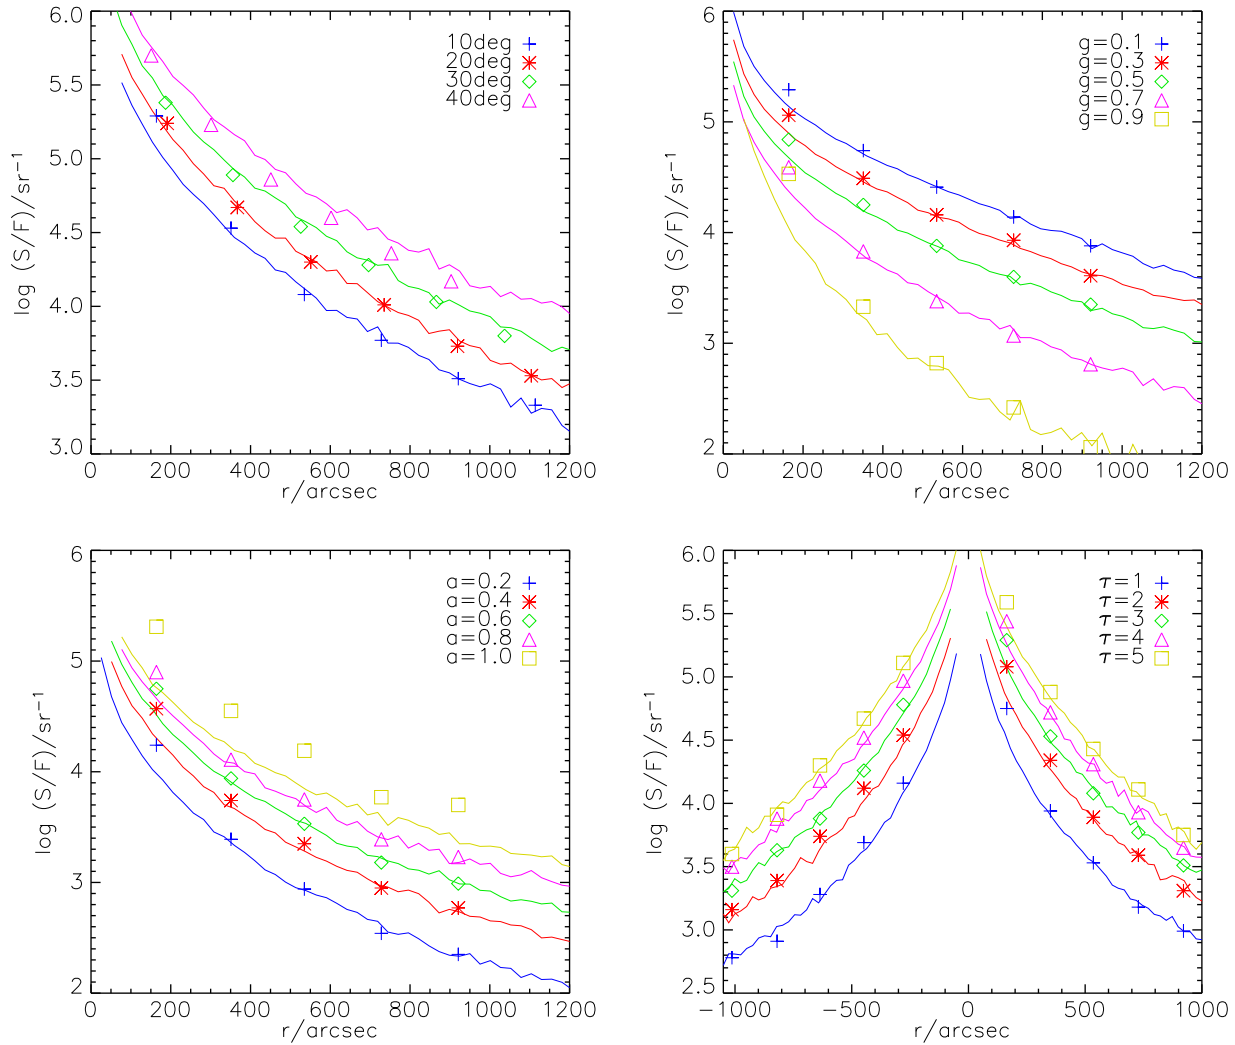 6.0
5.5
5.0
4.5
4.0
3.5
3.0
log (S/F)/sr⁻¹
10deg
20deg
30deg
40deg
0 200 400 600 800 1000 1200
r/arcsec
6
5
4
3
2
log (S/F)/sr⁻¹
g=0.1
g=0.3
g=0.5
g=0.7
g=0.9
0 200 400 600 800 1000 1200
r/arcsec
6
5
4
3
2
log (S/F)/sr⁻¹
a=0.2
a=0.4
a=0.6
a=0.8
a=1.0
0 200 400 600 800 1000 1200
r/arcsec
6.0
5.5
5.0
4.5
4.0
3.5
3.0
2.5
log (S/F)/sr⁻¹
τ=1
τ=2
τ=3
τ=4
τ=5
−1000 −500 0 500 1000
r/arcsec